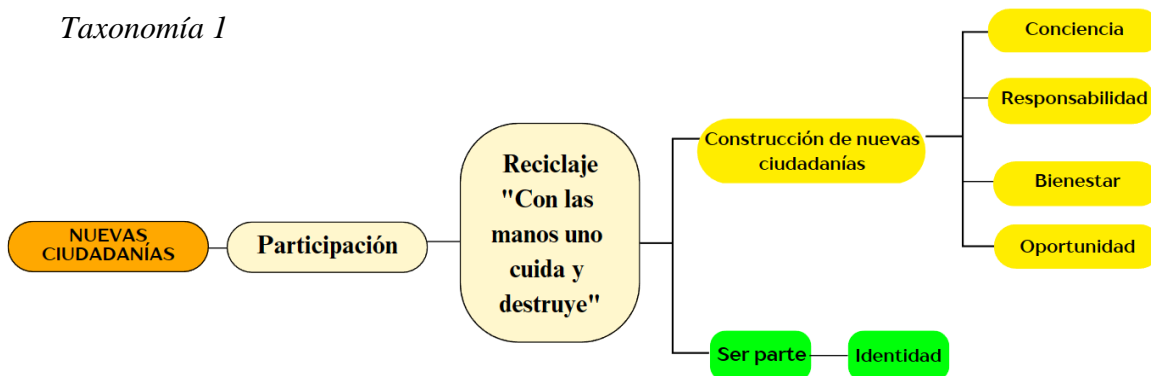 Taxonomía 1
NUEVAS
CIUDADANÍAS
Participación
Reciclaje
"Con las
manos uno
cuida y
destruye"
Construcción de nuevas
ciudadanías
Conciencia
Responsabilidad
Bienestar
Oportunidad
Ser parte
Identidad